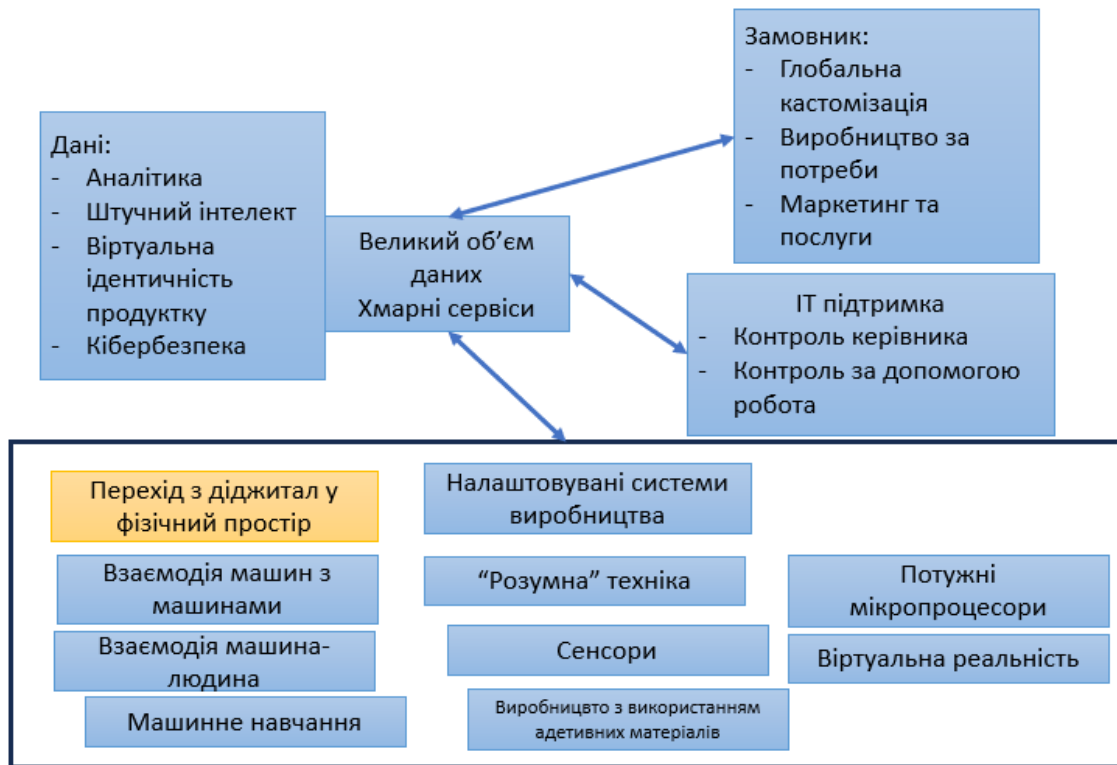 Дані:
- Аналітика
- Штучний інтелект
- Віртуальна
ідентичність
продуктку
- Кібербезпека
Великий об’єм
даних
Хмарні сервіси
Замовник:
- Глобальна
кастомізація
- Виробництво за
потреби
- Маркетинг та
послуги
ІТ підтримка
- Контроль керівника
- Контроль за допомогою
робота
Перехід з діджитал у
фізичний простір
Взаємодія машин з
машинами
Взаємодія машина-
людина
Машинне навчання
Налаштовувані системи
виробництва
“Розумна” техніка
Сенсори
Виробницвто з використанням
адетивних матеріалів
Потужні
мікропроцесори
Віртуальна реальність